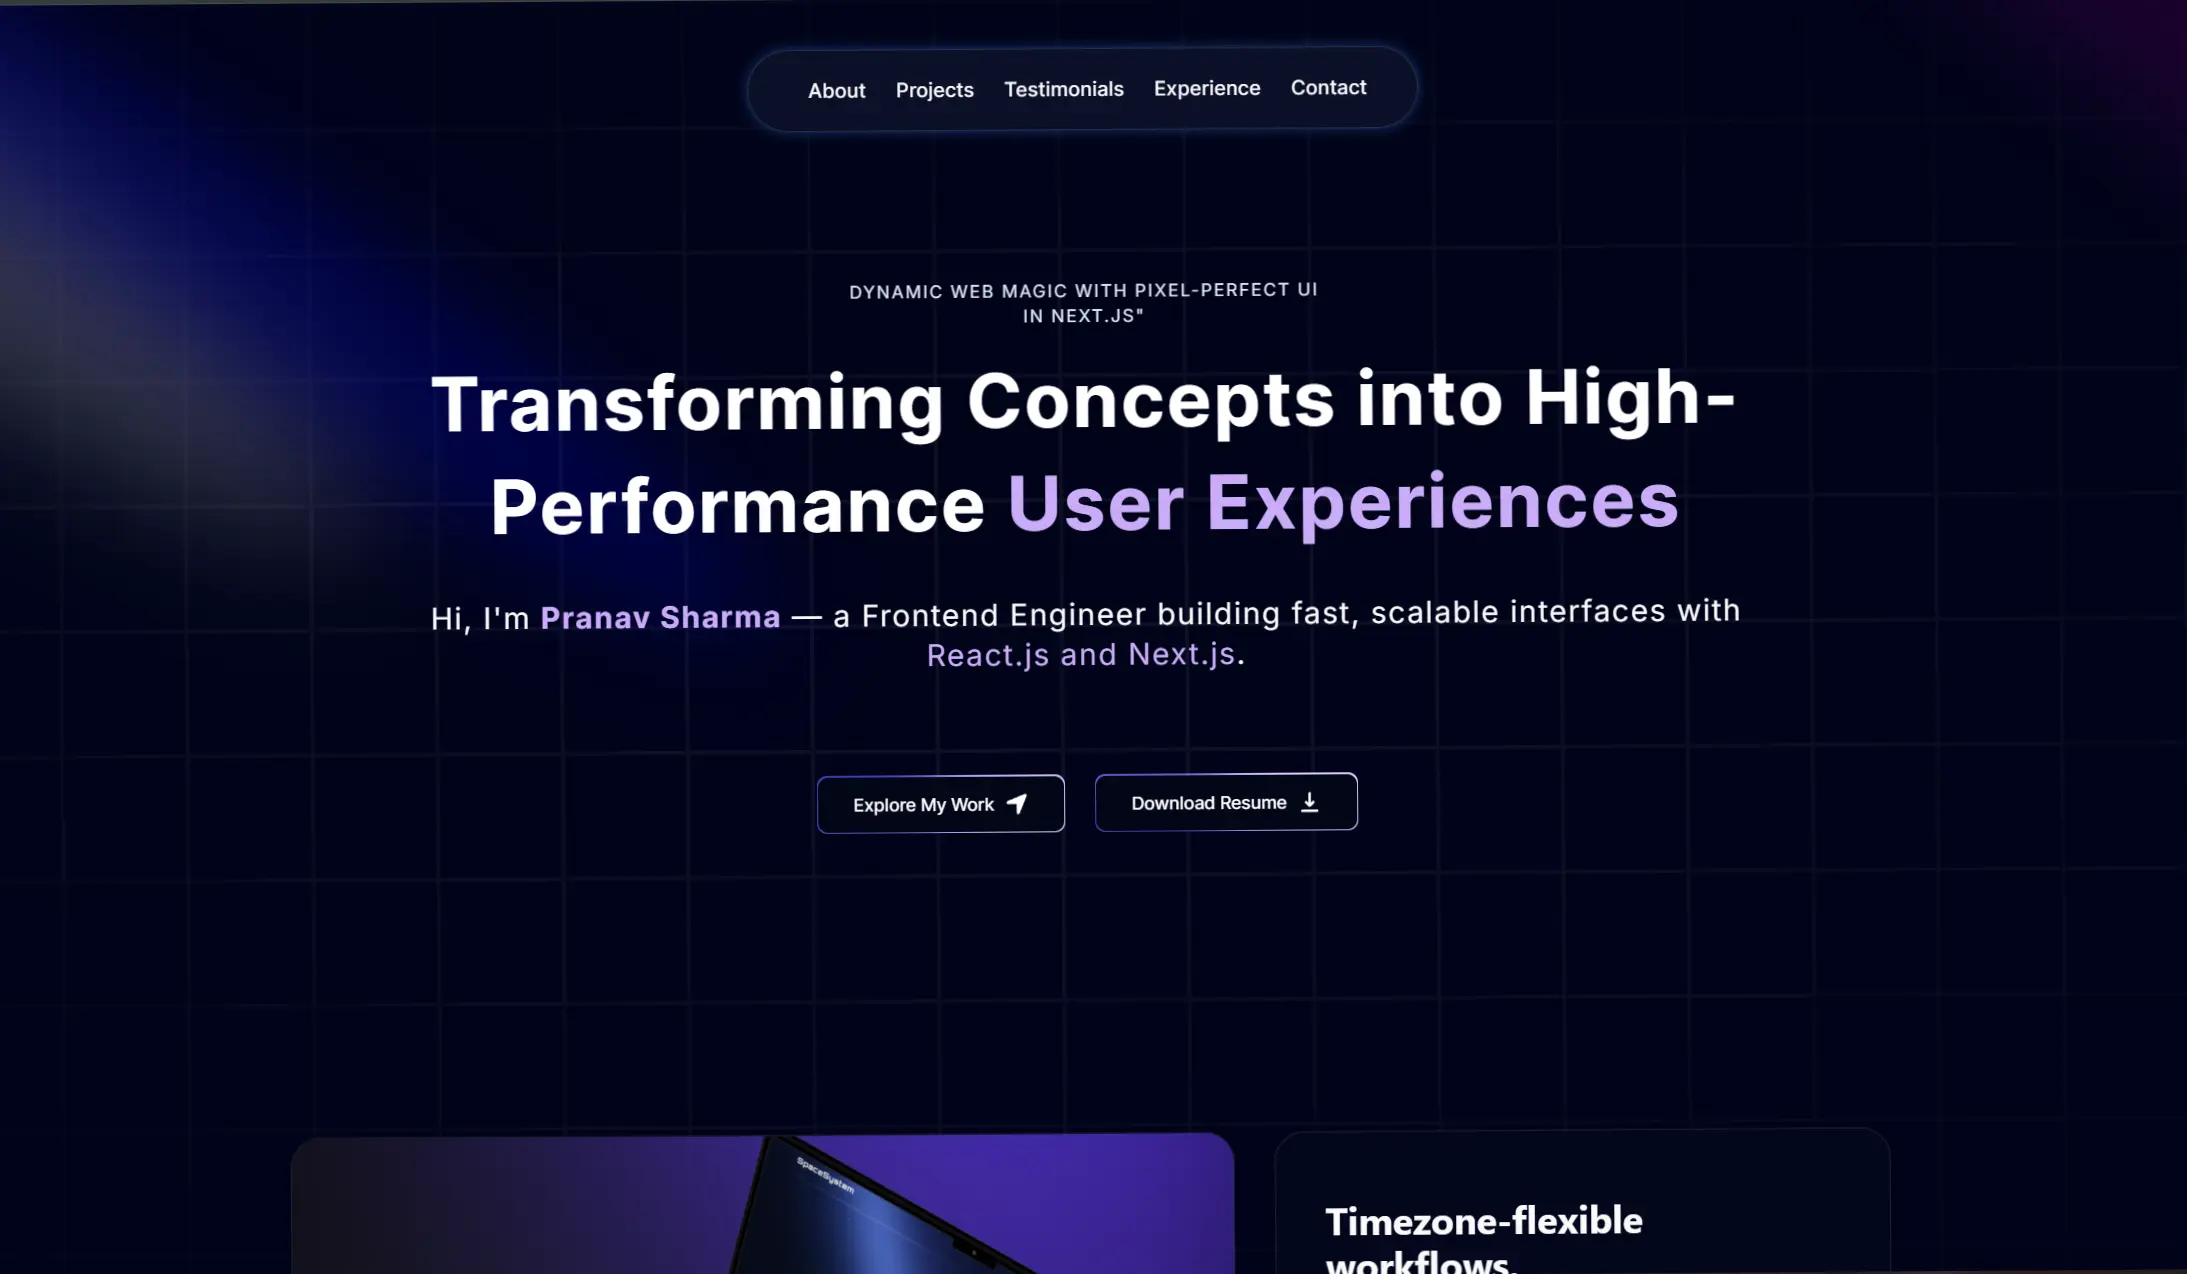 About Projects Testimonials Experience Contact
DYNAMIC WEB MAGIC WITH PIXEL-PERFECT UI
IN NEXT.JS"
Transforming Concepts into High-
Performance User Experiences
Hi, I'm Pranav Sharma — a Frontend Engineer building fast, scalable interfaces with
React.js and Next.js.
Explore My Work
Download Resume
SpaceSystem
Timezone-flexible
workflows.